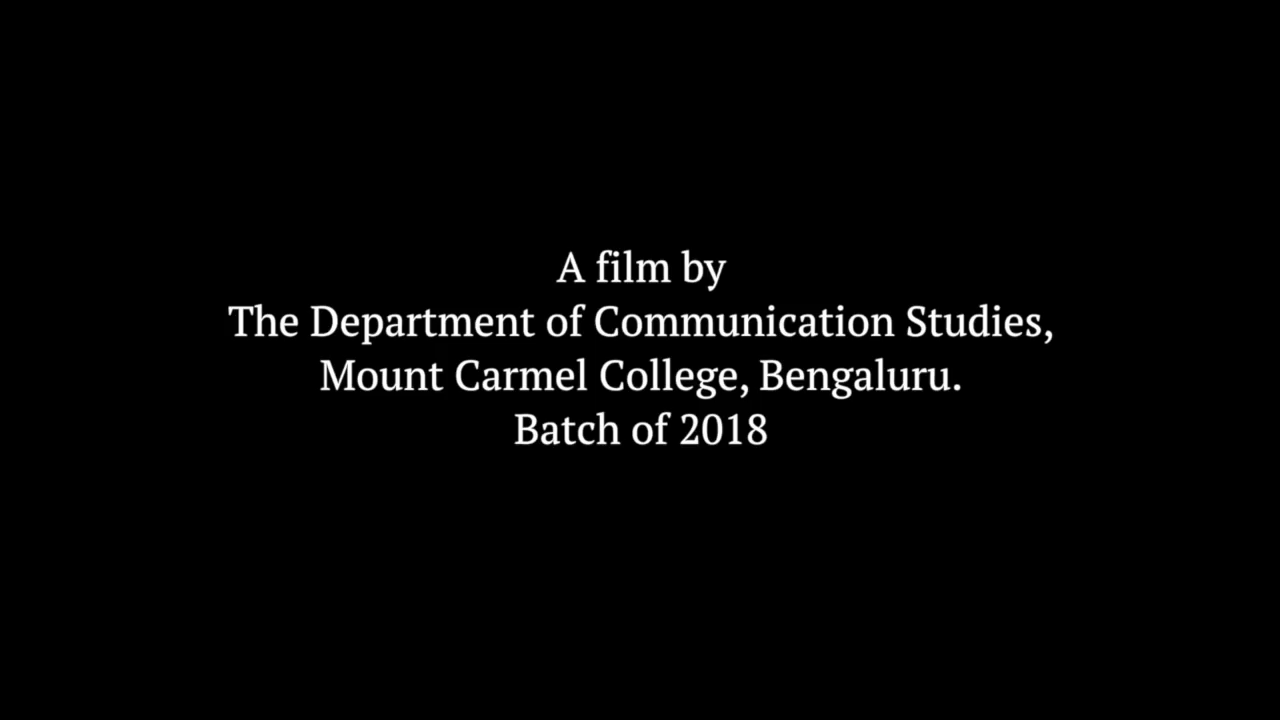 A film by
The Department of Communication Studies,
Mount Carmel College, Bengaluru.
Batch of 2018